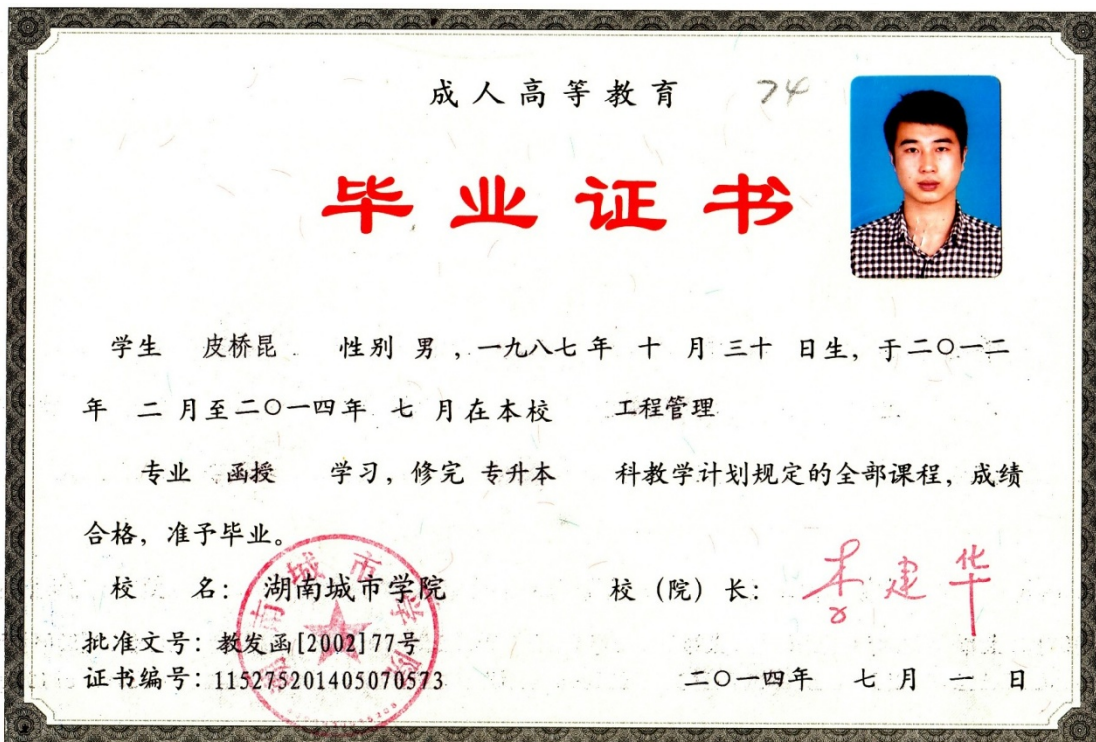 成人高等教育 74
毕业证书
学生 皮桥昆 性别 男 ，一九八七年 十 月 三十 日生，于二〇一二
年 二 月至二〇一四年 七 月在本校 工程管理
专业 函授 学习，修完 专升本 科教学计划规定的全部课程，成绩
合格，准予毕业。
校 名： 湖南城市学院 校（院）长： 李建华
湖南城市学院
批准文号：教发函[2002]77号
证书编号：115275201405070573 二〇一四年 七 月 一 日